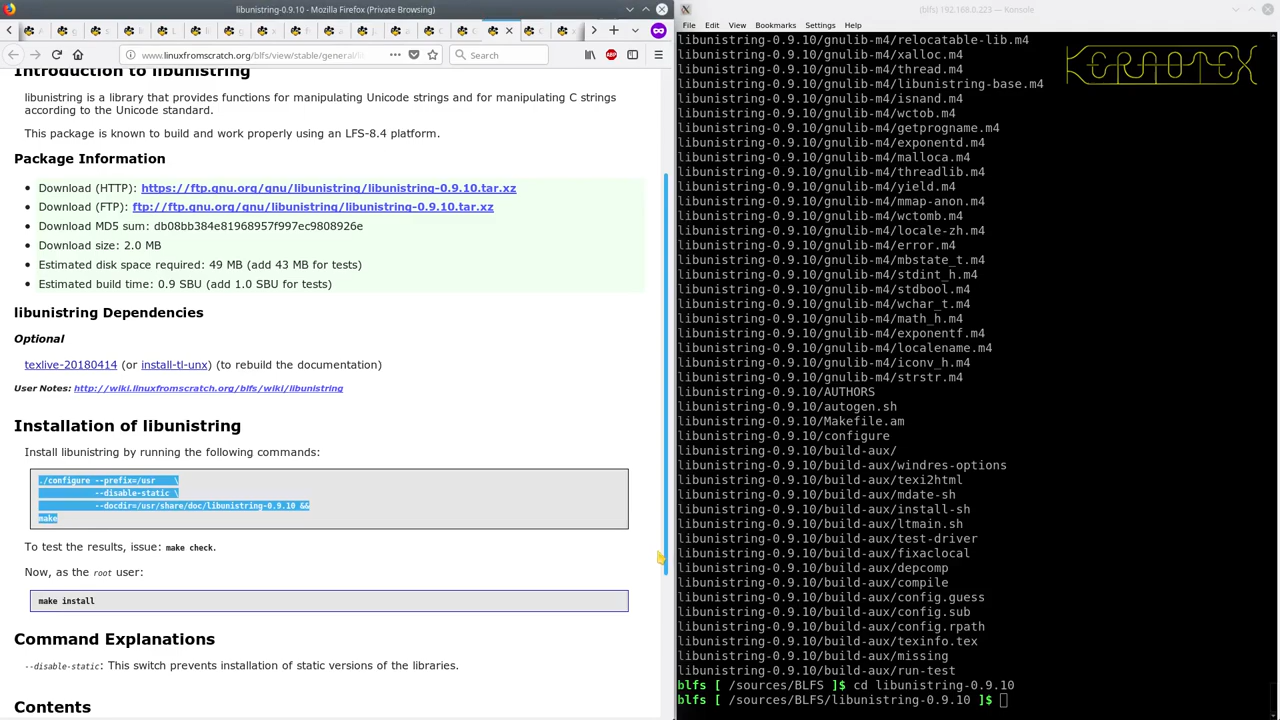 libunistring-0.9.10 - Mozilla Firefox (Private Browsing)
www.linuxfromscratch.org/blfs/view/stable/general/
Search
Introduction to libunistring
libunistring is a library that provides functions for manipulating Unicode strings and for manipulating C strings
according to the Unicode standard.
This package is known to build and work properly using an LFS-8.4 platform.
Package Information
• Download (HTTP): https://ftp.gnu.org/gnu/libunistring/libunistring-0.9.10.tar.xz
• Download (FTP): ftp://ftp.gnu.org/gnu/libunistring/libunistring-0.9.10.tar.xz
• Download MD5 sum: db08bb384e81968957f997ec9808926e
• Download size: 2.0 MB
• Estimated disk space required: 49 MB (add 43 MB for tests)
• Estimated build time: 0.9 SBU (add 1.0 SBU for tests)
libunistring Dependencies
Optional
texlive-20180414 (or install-tl-unx) (to rebuild the documentation)
User Notes: http://wiki.linuxfromscratch.org/blfs/wiki/libunistring
Installation of libunistring
Install libunistring by running the following commands:
./configure --prefix=/usr \
--disable-static \
--docdir=/usr/share/doc/libunistring-0.9.10 &&
make
To test the results, issue: make check.
Now, as the root user:
make install
Command Explanations
--disable-static: This switch prevents installation of static versions of the libraries.
Contents
(blfs) 192.168.0.223 — Konsole
File Edit View Bookmarks Settings Help
KERAOTEX
libunistring-0.9.10/gnulib-m4/relocatable-lib.m4
libunistring-0.9.10/gnulib-m4/xalloc.m4
libunistring-0.9.10/gnulib-m4/thread.m4
libunistring-0.9.10/gnulib-m4/libunistring-base.m4
libunistring-0.9.10/gnulib-m4/isnand.m4
libunistring-0.9.10/gnulib-m4/wctob.m4
libunistring-0.9.10/gnulib-m4/getprogname.m4
libunistring-0.9.10/gnulib-m4/exponentd.m4
libunistring-0.9.10/gnulib-m4/malloca.m4
libunistring-0.9.10/gnulib-m4/threadlib.m4
libunistring-0.9.10/gnulib-m4/yield.m4
libunistring-0.9.10/gnulib-m4/mmap-anon.m4
libunistring-0.9.10/gnulib-m4/wctomb.m4
libunistring-0.9.10/gnulib-m4/locale-zh.m4
libunistring-0.9.10/gnulib-m4/error.m4
libunistring-0.9.10/gnulib-m4/mbstate_t.m4
libunistring-0.9.10/gnulib-m4/stdint_h.m4
libunistring-0.9.10/gnulib-m4/stdbool.m4
libunistring-0.9.10/gnulib-m4/wchar_t.m4
libunistring-0.9.10/gnulib-m4/math_h.m4
libunistring-0.9.10/gnulib-m4/exponentf.m4
libunistring-0.9.10/gnulib-m4/localename.m4
libunistring-0.9.10/gnulib-m4/iconv_h.m4
libunistring-0.9.10/gnulib-m4/strstr.m4
libunistring-0.9.10/AUTHORS
libunistring-0.9.10/autogen.sh
libunistring-0.9.10/Makefile.am
libunistring-0.9.10/configure
libunistring-0.9.10/build-aux/
libunistring-0.9.10/build-aux/windres-options
libunistring-0.9.10/build-aux/texi2html
libunistring-0.9.10/build-aux/mdate-sh
libunistring-0.9.10/build-aux/install-sh
libunistring-0.9.10/build-aux/ltmain.sh
libunistring-0.9.10/build-aux/test-driver
libunistring-0.9.10/build-aux/fixaclocal
libunistring-0.9.10/build-aux/depcomp
libunistring-0.9.10/build-aux/compile
libunistring-0.9.10/build-aux/config.guess
libunistring-0.9.10/build-aux/config.sub
libunistring-0.9.10/build-aux/config.rpath
libunistring-0.9.10/build-aux/texinfo.tex
libunistring-0.9.10/build-aux/missing
libunistring-0.9.10/build-aux/run-test
blfs [ /sources/BLFS ]$ cd libunistring-0.9.10
blfs [ /sources/BLFS/libunistring-0.9.10 ]$